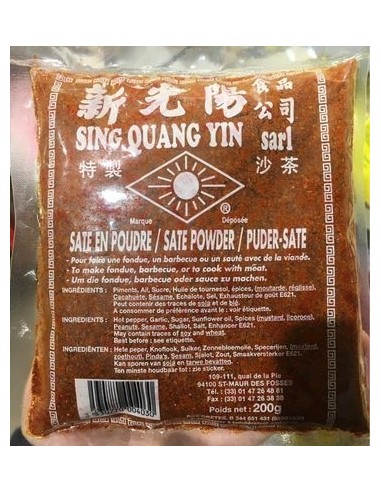 新光陽 食品公司
SING QUANG YIN sarl
特製 沙茶
®
Marque Déposée
SATE EN POUDRE / SATE POWDER / PUDER-SATE
- Pour faire une fondue, un barbecue ou un sauté avec de la viande.
- To make fondue, barbecue, or to cook with meat.
- Um die fondue, barbecue oder sauce zu machen.
INGRÉDIENTS : Piments, Ail, Sucre, Huile de tournesol, épices, (moutarde, réglisse),
Cacahuète, Sésame, Echalote, Sel, Exhausteur de goût E621.
Peut contenir des traces de soja et de blé.
A consommer de préférence avant le : voir étiquette.
INGREDIENTS : Hot pepper, Garlic, Sugar, Sunflower oil, Spices (mustard, licorice),
Peanuts, Sesame, Shallot, Salt, Enhancer E621.
May contain traces of soy and wheat.
Best before : see etiquette.
INGREDIËNTEN : Hete peper, Knoflook, Suiker, Zonnebloemolie, Specerijen, (mosterd,
zoethout), Pinda's, Sesam, Sjalot, Zout, Smaakversterker E621.
Kan sporen van soja en tarwe bevatten.
Ten minste houdbaar tot : zie sticker.
109-111, quai de la Pie
94100 ST-MAUR DES FOSSES
Tél. : (33) 01 47 26 48 81
Fax : (33) 01 47 26 38 38
Poids net : 200g